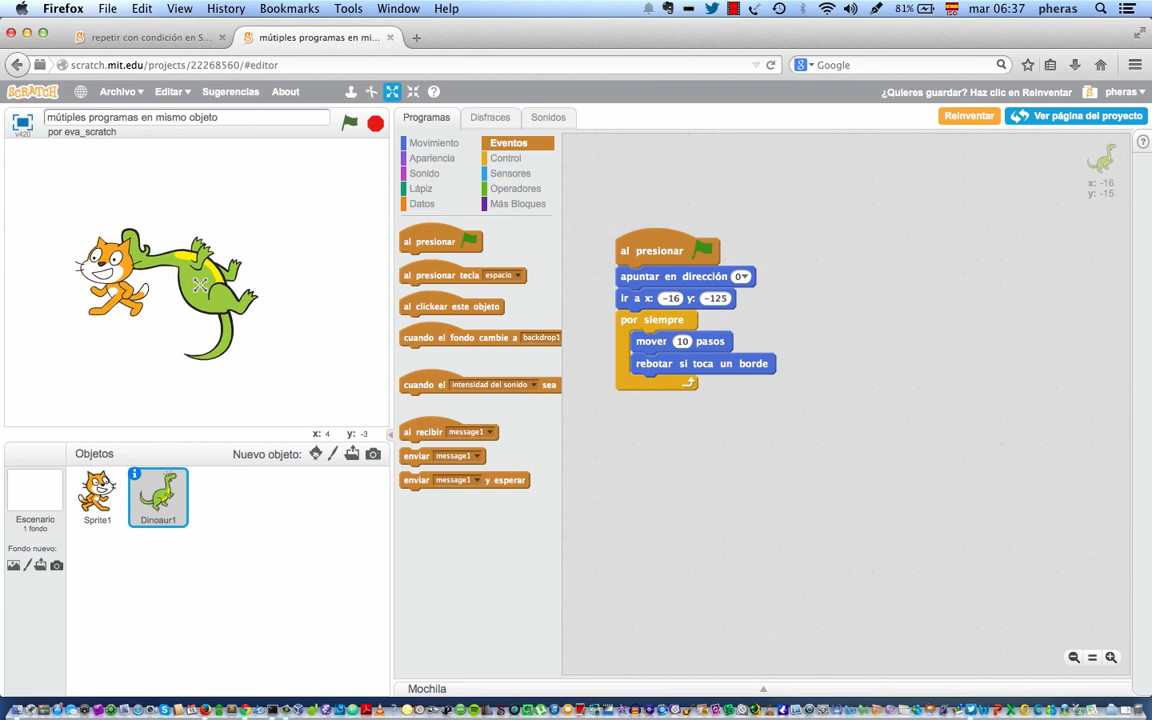 Firefox File Edit View History Bookmarks Tools Window Help 81% mar 06:37 pheras
repetir con condición en S... mútiples programas en mi...
scratch.mit.edu/projects/22268560/#editor Google
SCRATCH Archivo Editar Sugerencias About ¿Quieres guardar? Haz clic en Reinventar pheras
mútiples programas en mismo objeto
por eva_scratch
v420
Programas Disfraces Sonidos
Reinventar Ver página del proyecto
Movimiento Eventos
Apariencia Control
Sonido Sensores
Lápiz Operadores
Datos Más Bloques
al presionar
al presionar tecla espacio
al clickear este objeto
cuando el fondo cambie a backdrop1
cuando el intensidad del sonido sea
al recibir message1
enviar message1
enviar message1 y esperar
al presionar
apuntar en dirección 0
ir a x: -16 y: -125
por siempre
mover 10 pasos
rebotar si toca un borde
x: -16
y: -15
x: 4 y: -3
Objetos Nuevo objeto:
Sprite1 Dinoaur1
Escenario
1 fondo
Fondo nuevo:
Mochila